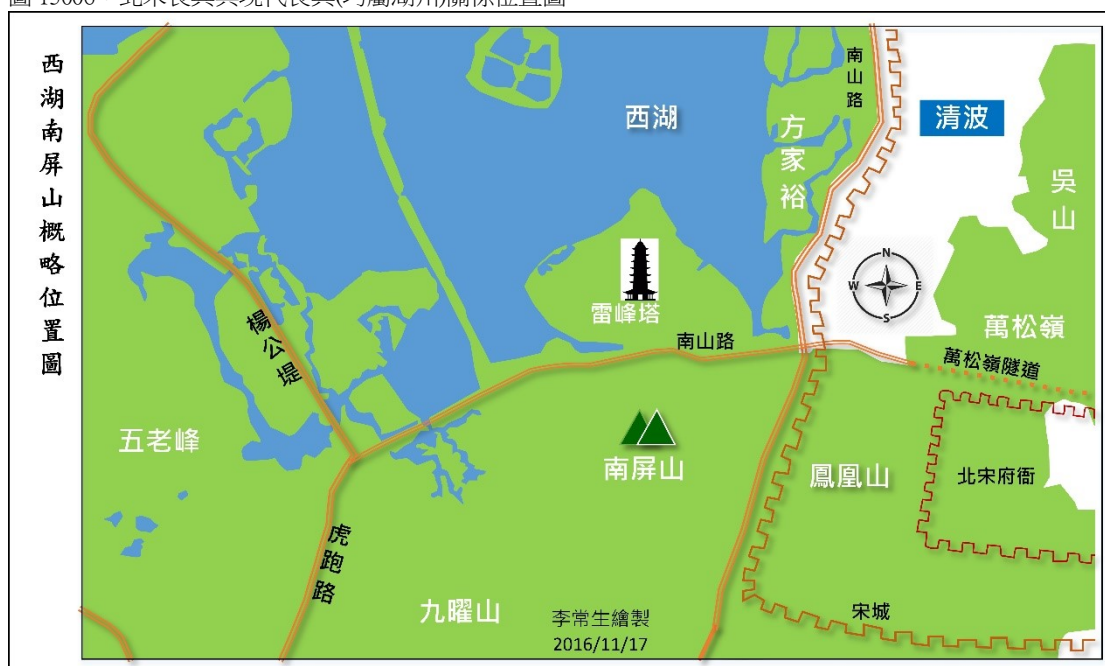 圖
西湖南屏山概略位置圖
南山路
清波
西湖
方家裕
吳山
N
W
E
S
雷峰塔
萬松嶺
南山路
萬松嶺隧道
楊公堤
五老峰
南屏山
鳳凰山
北宋府衙
虎跑路
九曜山
李常生繪製
2016/11/17
宋城